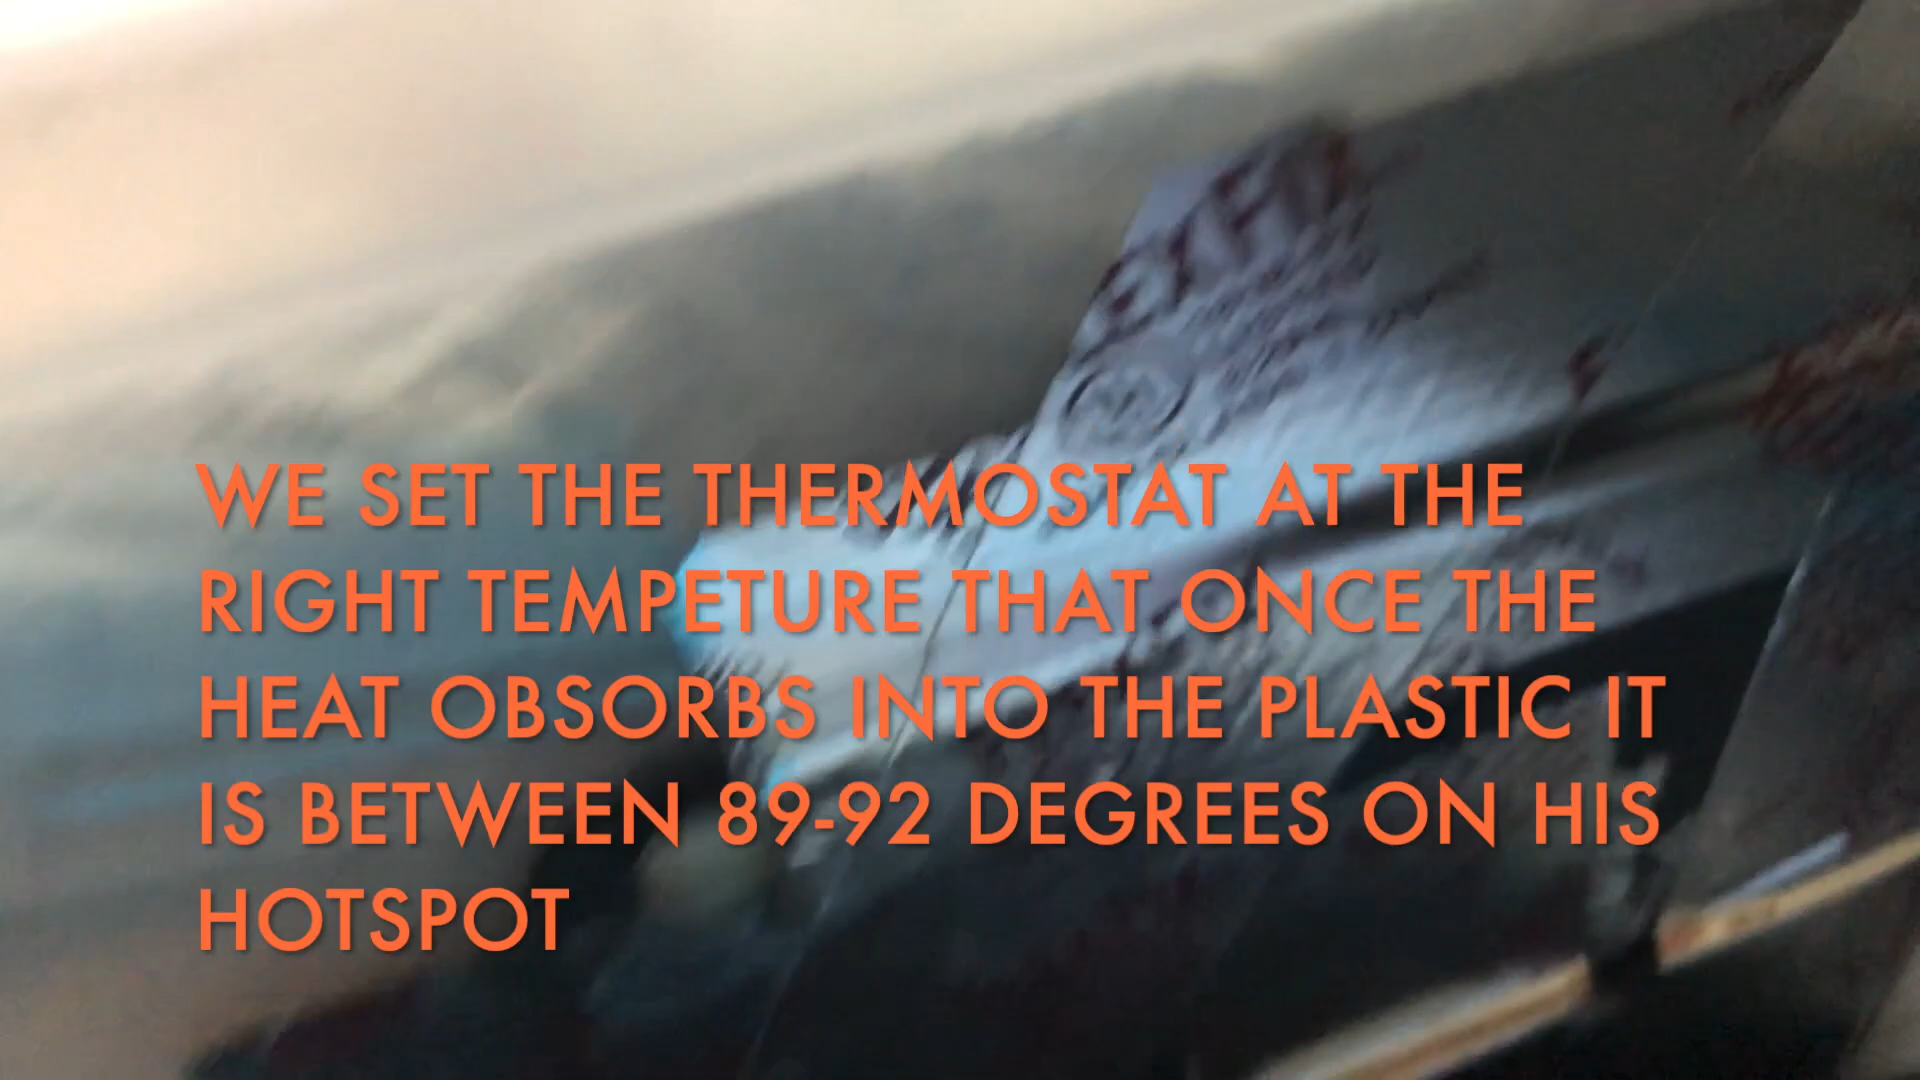 WE SET THE THERMOSTAT AT THE
RIGHT TEMPETURE THAT ONCE THE
HEAT OBSORBS INTO THE PLASTIC IT
IS BETWEEN 89-92 DEGREES ON HIS
HOTSPOT